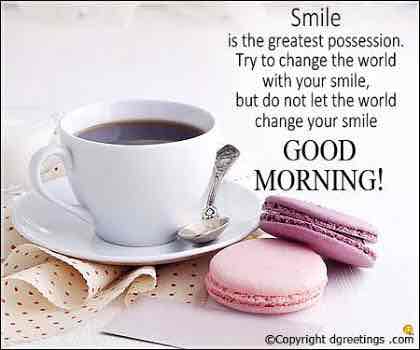 Smile
is the greatest possession.
Try to change the world
with your smile,
but do not let the world
change your smile
GOOD
MORNING!
©Copyright dgreetings.com